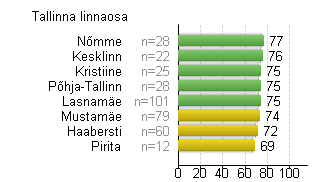 Tallinna linnaosa
Nõmme n=28 77
Kesklinn n=22 76
Kristiine n=25 75
Põhja-Tallinn n=28 75
Lasnamäe n=101 75
Mustamäe n=79 74
Haabersti n=60 72
Pirita n=12 69
0 20 40 60 80 100